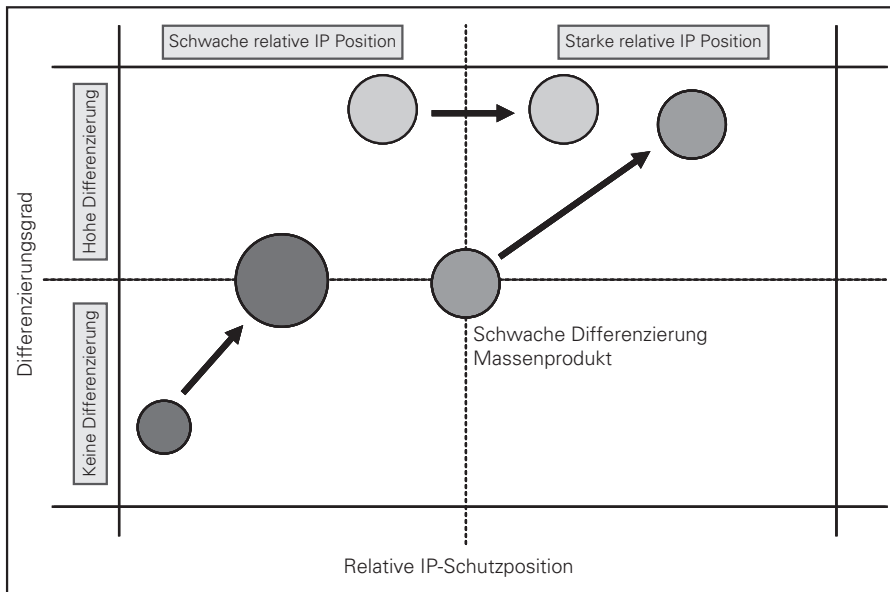 Schwache relative IP Position
Starke relative IP Position
Hohe Differenzierung
Differenzierungsgrad
Keine Differenzierung
Schwache Differenzierung
Massenprodukt
Relative IP-Schutzposition